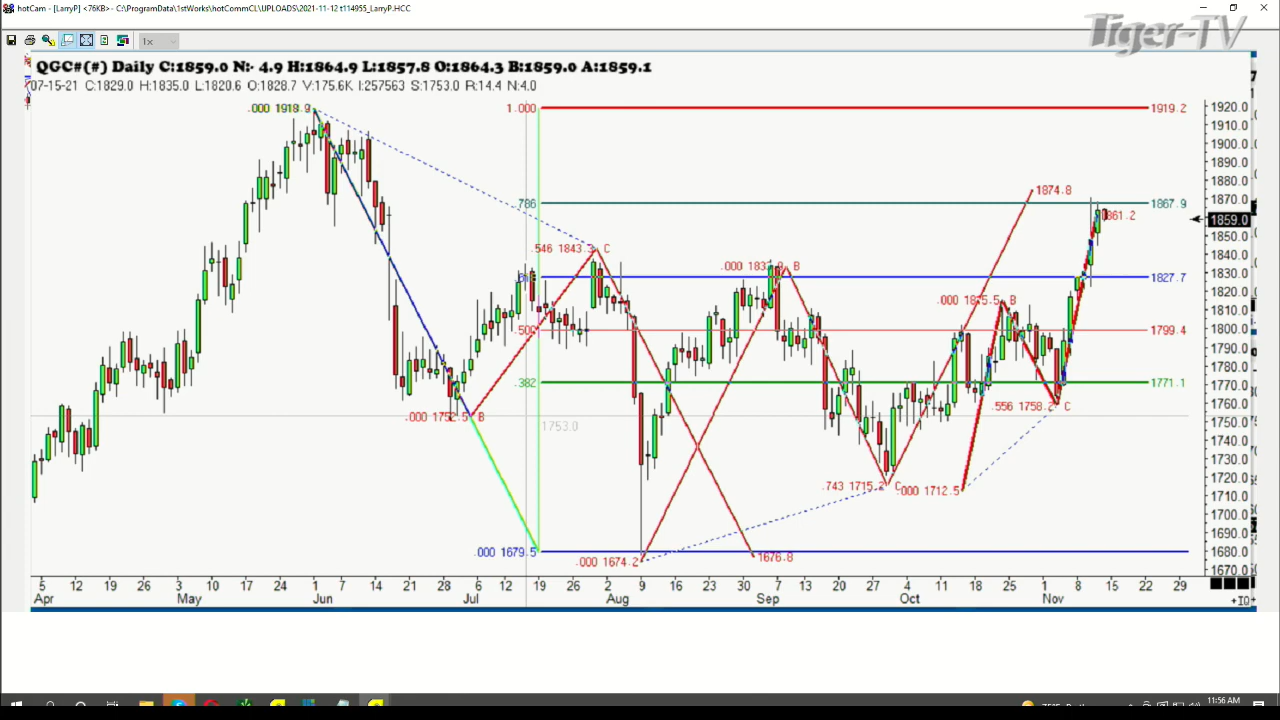 hotCam - [LarryP] <76KB> - C:\ProgramData\1stWorks\hotCommCL\UPLOADS\2021-11-12 t114955_LarryP.HCC
1x
Tiger-TV
QGC#(#) Daily C:1859.0 N:- 4.9 H:1864.9 L:1857.8 O:1864.3 B:1859.0 A:1859.1
07-15-21 C:1829.0 H:1835.0 L:1820.6 O:1828.7 V:175.6K I:257563 S:1753.0 R:14.4 N:4.0
.000 1918.9
1.000
1919.2
1920.0
1910.0
1900.0
1890.0
1880.0
1874.8
1870.0
.786
1867.9
1861.2
1859.0
1850.0
.546 1843.3 C
1840.0
.000 1833.9 B
1830.0
1827.7
1820.0
.000 1815.5 B
1810.0
.500
1799.4
1800.0
1790.0
1780.0
.382
1771.1
1770.0
1760.0
.556 1758.2 C
.000 1752.5 B
1753.0
1750.0
1740.0
1730.0
1720.0
.743 1715.2 C
.000 1712.5
1710.0
1700.0
1690.0
.000 1679.5
1680.0
.000 1674.2
1676.8
1670.0
5 12 19 26 3 10 17 24 1 7 14 21 28 6 12 19 26 2 9 16 23 30 7 13 20 27 4 11 18 25 1 8 15 22 29
Apr May Jun Jul Aug Sep Oct Nov
+TQ+
11:56 AM